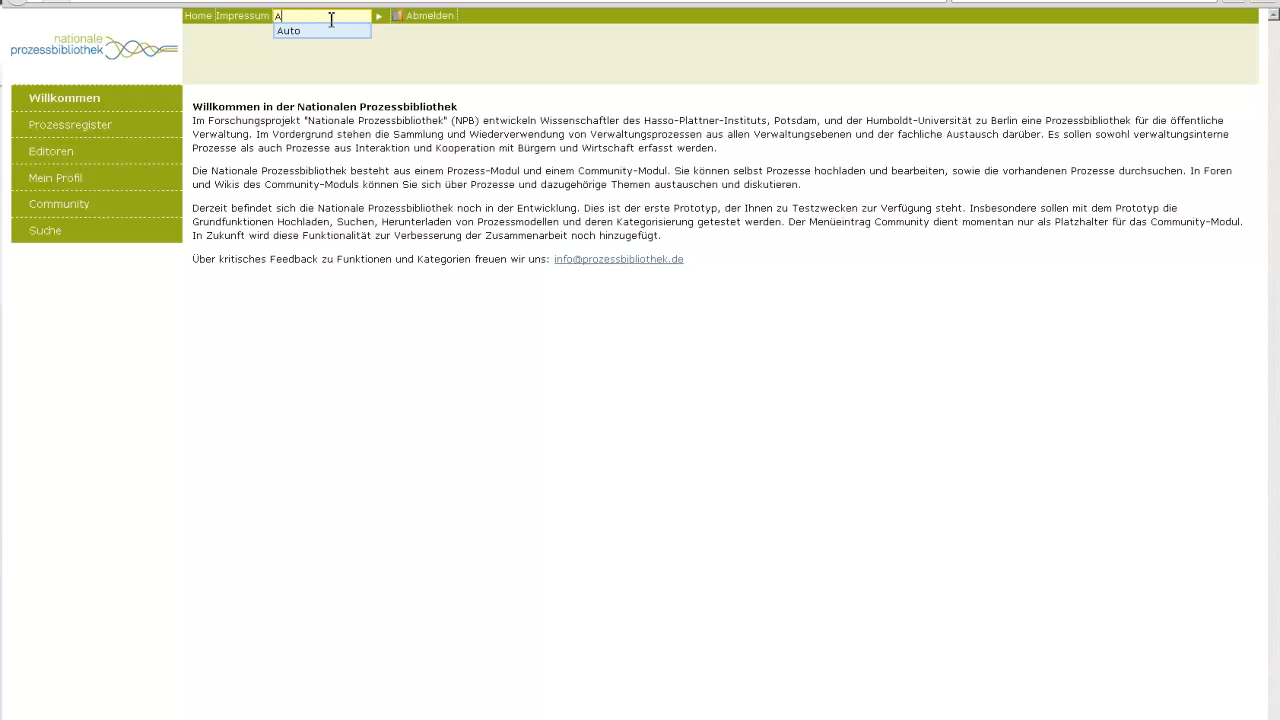 Home Impressum A Abmelden
Auto
nationale
prozessbibliothek
Willkommen
Prozessregister
Editoren
Mein Profil
Community
Suche
Willkommen in der Nationalen Prozessbibliothek
Im Forschungsprojekt "Nationale Prozessbibliothek" (NPB) entwickeln Wissenschaftler des Hasso-Plattner-Instituts, Potsdam, und der Humboldt-Universität zu Berlin eine Prozessbibliothek für die öffentliche
Verwaltung. Im Vordergrund stehen die Sammlung und Wiederverwendung von Verwaltungsprozessen aus allen Verwaltungsebenen und der fachliche Austausch darüber. Es sollen sowohl verwaltungsinterne
Prozesse als auch Prozesse aus Interaktion und Kooperation mit Bürgern und Wirtschaft erfasst werden.
Die Nationale Prozessbibliothek besteht aus einem Prozess-Modul und einem Community-Modul. Sie können selbst Prozesse hochladen und bearbeiten, sowie die vorhandenen Prozesse durchsuchen. In Foren
und Wikis des Community-Moduls können Sie sich über Prozesse und dazugehörige Themen austauschen und diskutieren.
Derzeit befindet sich die Nationale Prozessbibliothek noch in der Entwicklung. Dies ist der erste Prototyp, der Ihnen zu Testzwecken zur Verfügung steht. Insbesondere sollen mit dem Prototyp die
Grundfunktionen Hochladen, Suchen, Herunterladen von Prozessmodellen und deren Kategorisierung getestet werden. Der Menüeintrag Community dient momentan nur als Platzhalter für das Community-Modul.
In Zukunft wird diese Funktionalität zur Verbesserung der Zusammenarbeit noch hinzugefügt.
Über kritisches Feedback zu Funktionen und Kategorien freuen wir uns: info@prozessbibliothek.de